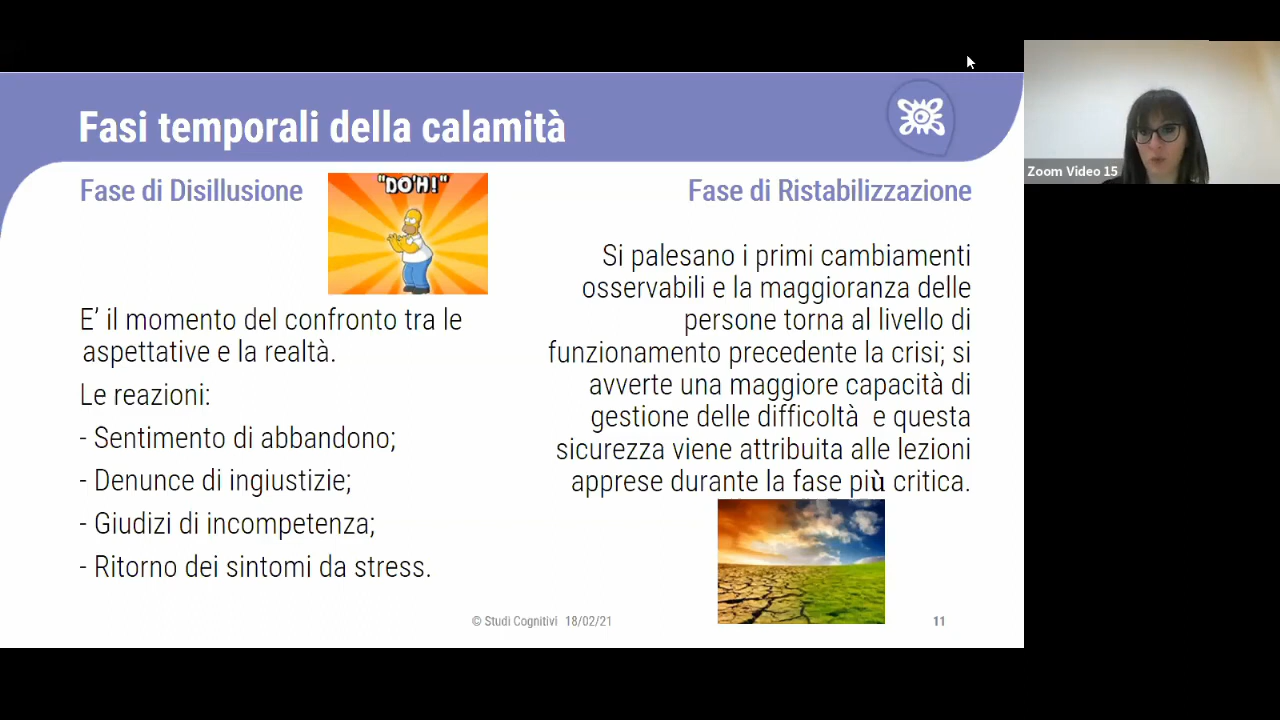 Fasi temporali della calamità
Fase di Disillusione
"DO'H!"
E’ il momento del confronto tra le
aspettative e la realtà.
Le reazioni:
- Sentimento di abbandono;
- Denunce di ingiustizie;
- Giudizi di incompetenza;
- Ritorno dei sintomi da stress.
Fase di Ristabilizzazione
Si palesano i primi cambiamenti
osservabili e la maggioranza delle
persone torna al livello di
funzionamento precedente la crisi; si
avverte una maggiore capacità di
gestione delle difficoltà e questa
sicurezza viene attribuita alle lezioni
apprese durante la fase più critica.
© Studi Cognitivi 18/02/21
11
Zoom Video 15